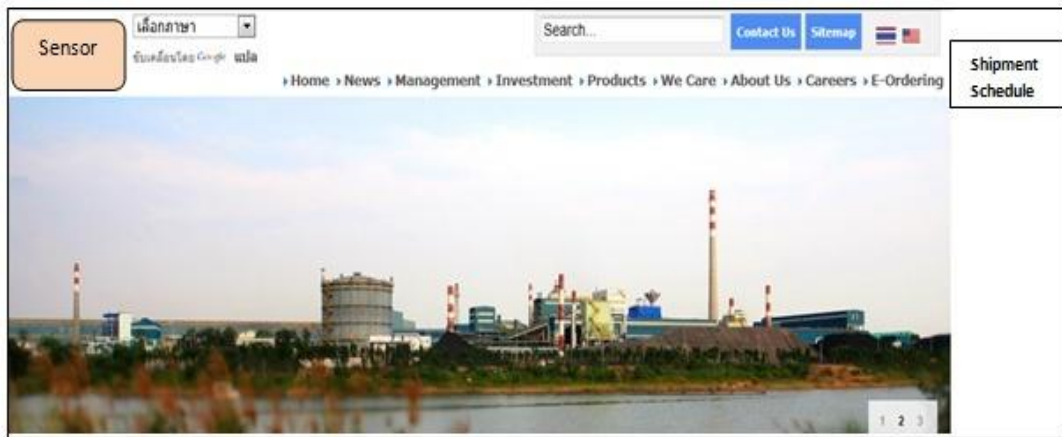 Sensor
เลือกภาษา
ขับเคลื่อนโดย Google แปล
Search...
Contact Us
Sitemap
Home News Management Investment Products We Care About Us Careers E-Ordering
Shipment
Schedule
1 2 3